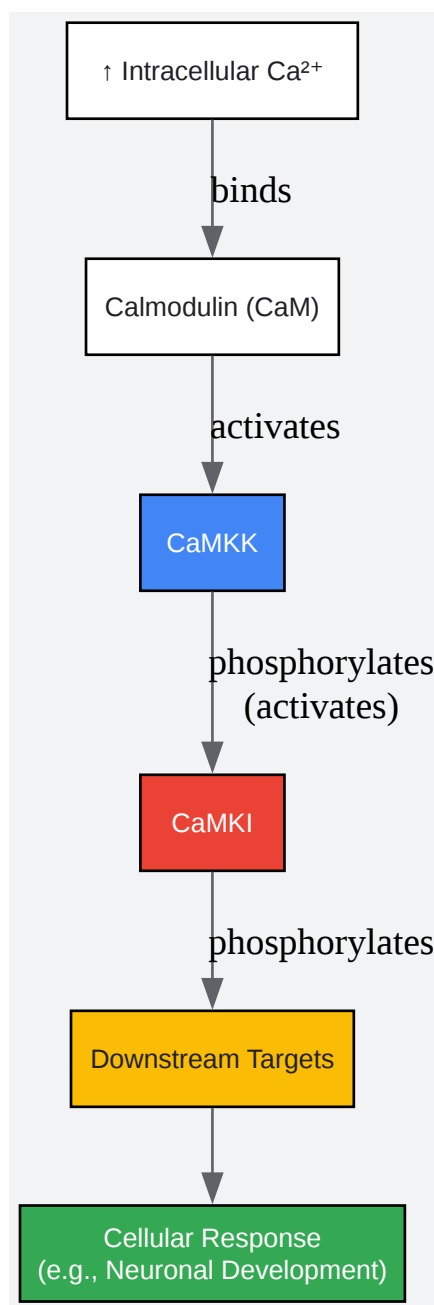 ↑ Intracellular Ca²⁺
binds
Calmodulin (CaM)
activates
CaMKK
phosphorylates
(activates)
CaMKI
phosphorylates
Downstream Targets
Cellular Response
(e.g., Neuronal Development)